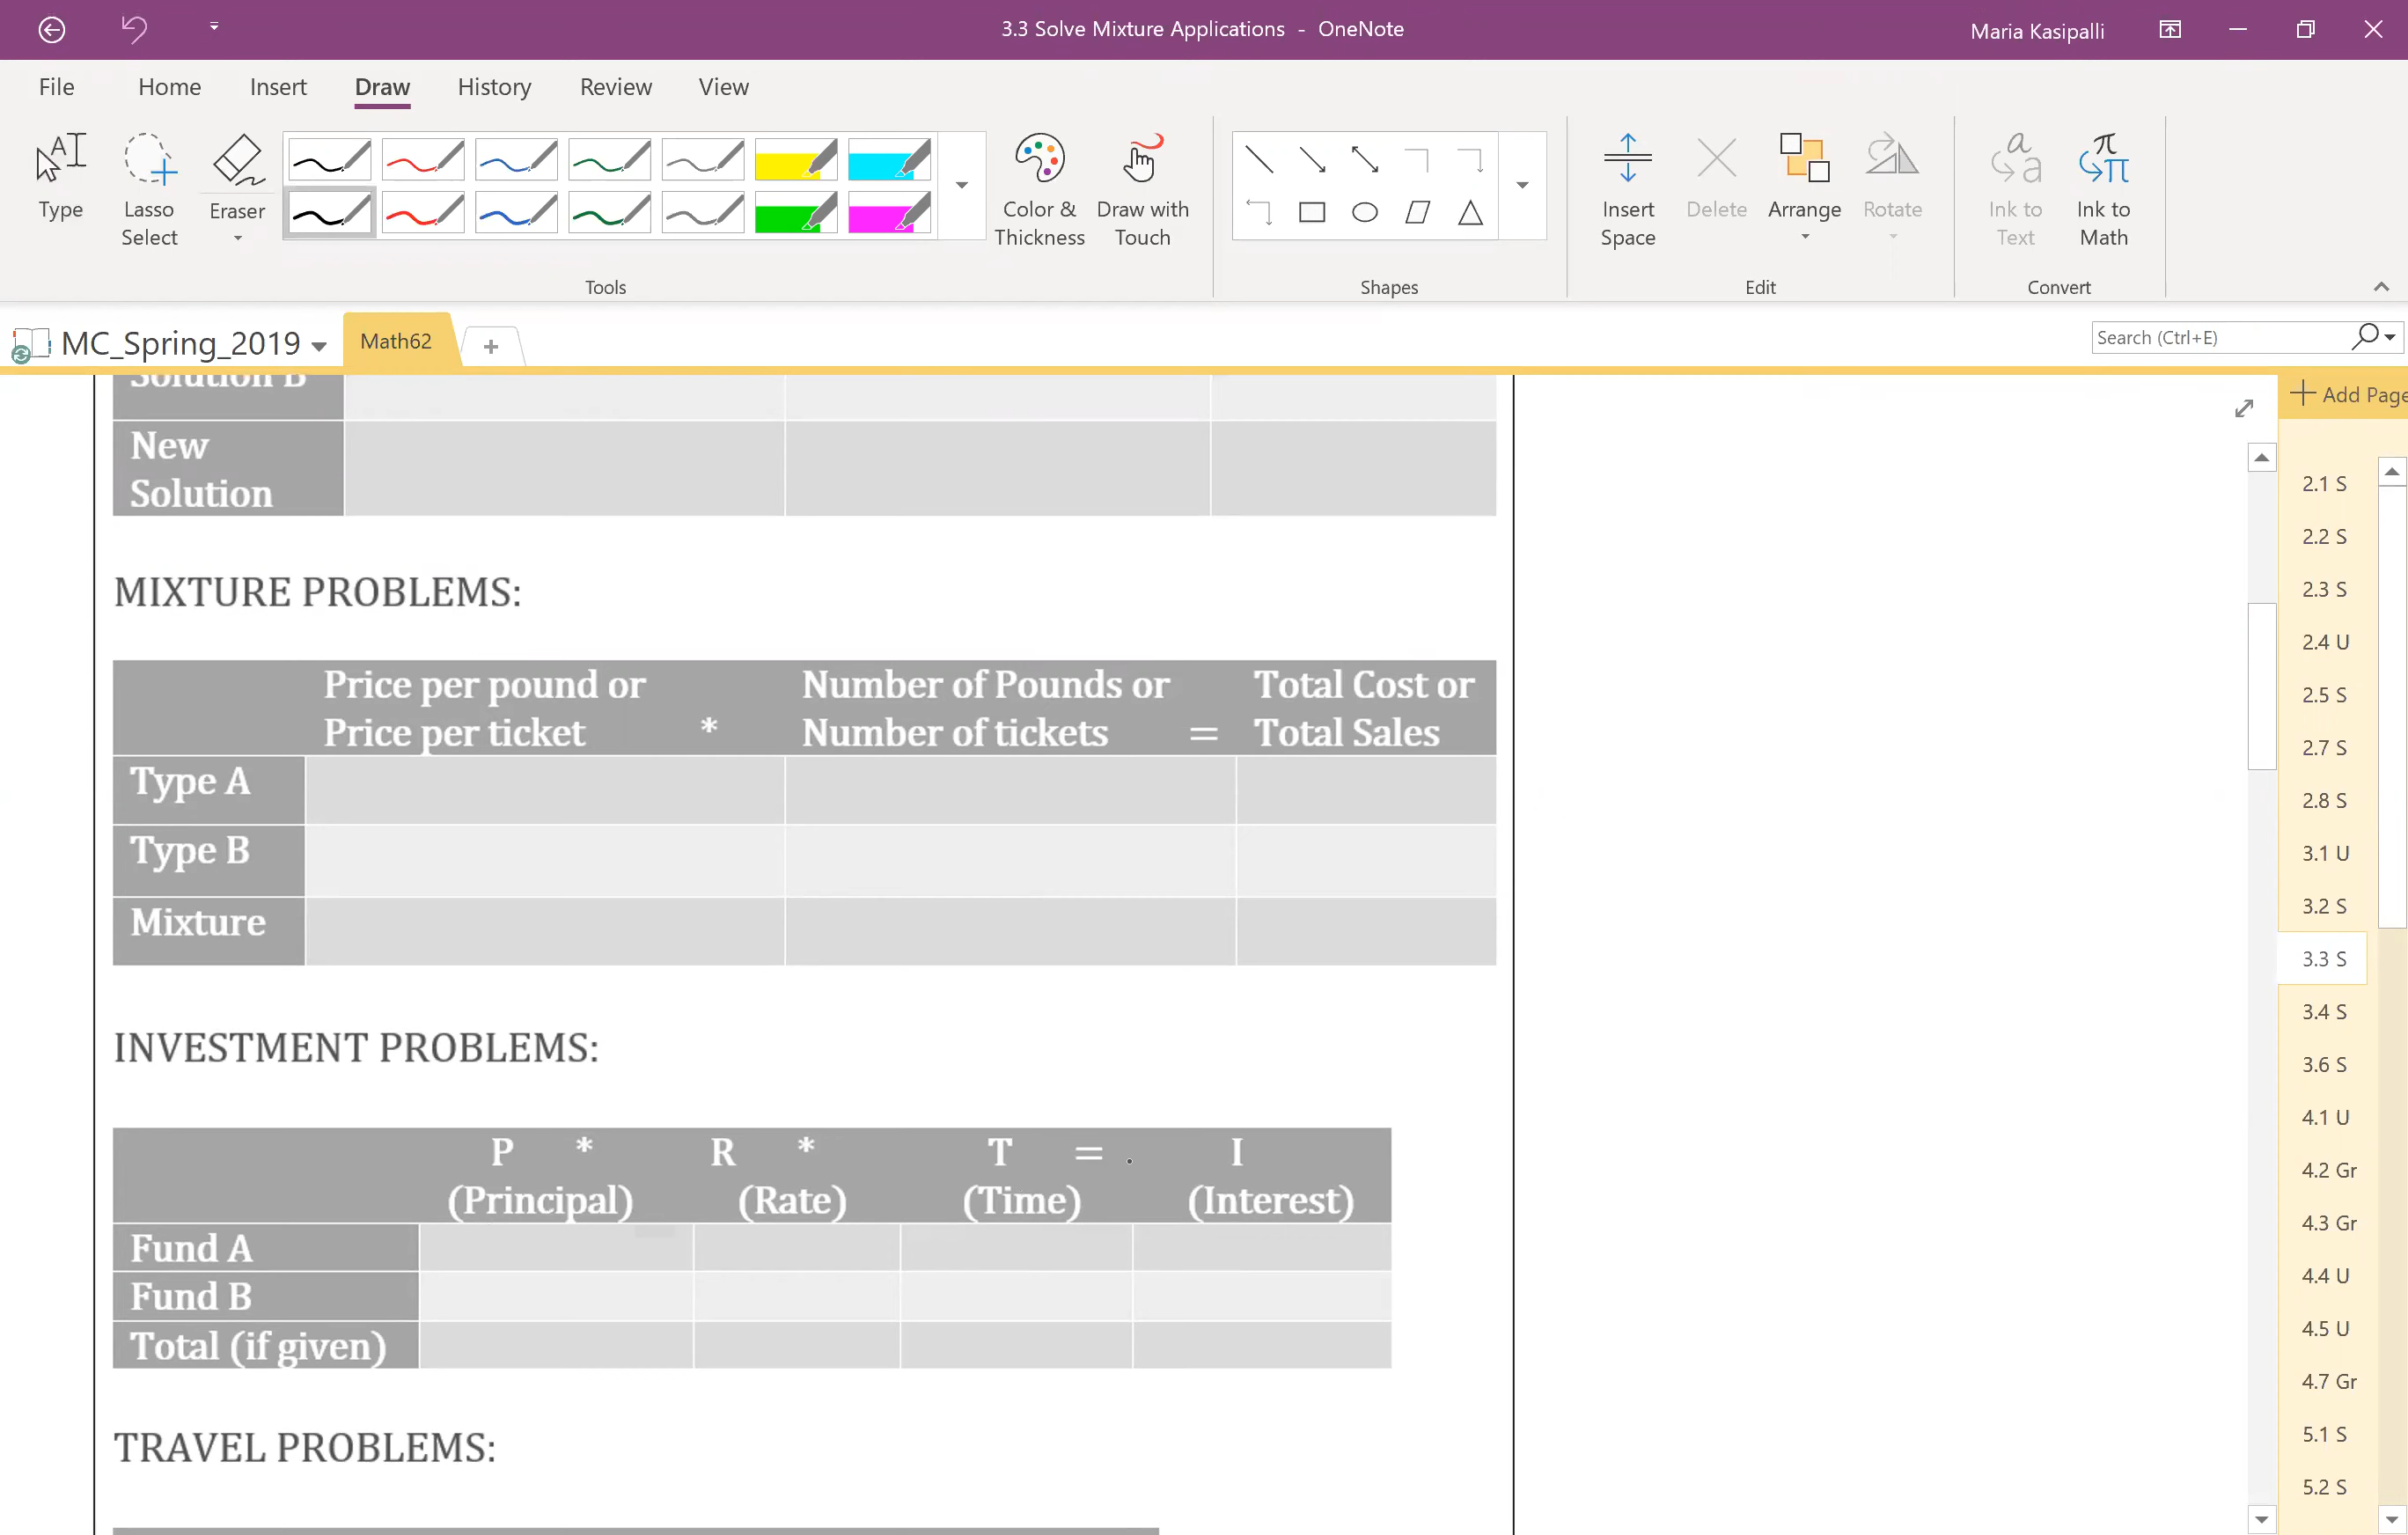 3.3 Solve Mixture Applications - OneNote
Maria Kasipalli
File Home Insert Draw History Review View
Type
Lasso Select
Eraser
Color & Thickness
Draw with Touch
Insert Space
Delete
Arrange
Rotate
Ink to Text
Ink to Math
Tools
Shapes
Edit
Convert
MC_Spring_2019
Math62
Search (Ctrl+E)
Solution B
New
Solution
MIXTURE PROBLEMS:
Price per pound or Number of Pounds or Total Cost or
Price per ticket * Number of tickets = Total Sales
Type A
Type B
Mixture
INVESTMENT PROBLEMS:
P * R * T = I
(Principal) (Rate) (Time) (Interest)
Fund A
Fund B
Total (if given)
TRAVEL PROBLEMS:
Add Page
2.1 S
2.2 S
2.3 S
2.4 U
2.5 S
2.7 S
2.8 S
3.1 U
3.2 S
3.3 S
3.4 S
3.6 S
4.1 U
4.2 Gr
4.3 Gr
4.4 U
4.5 U
4.7 Gr
5.1 S
5.2 S